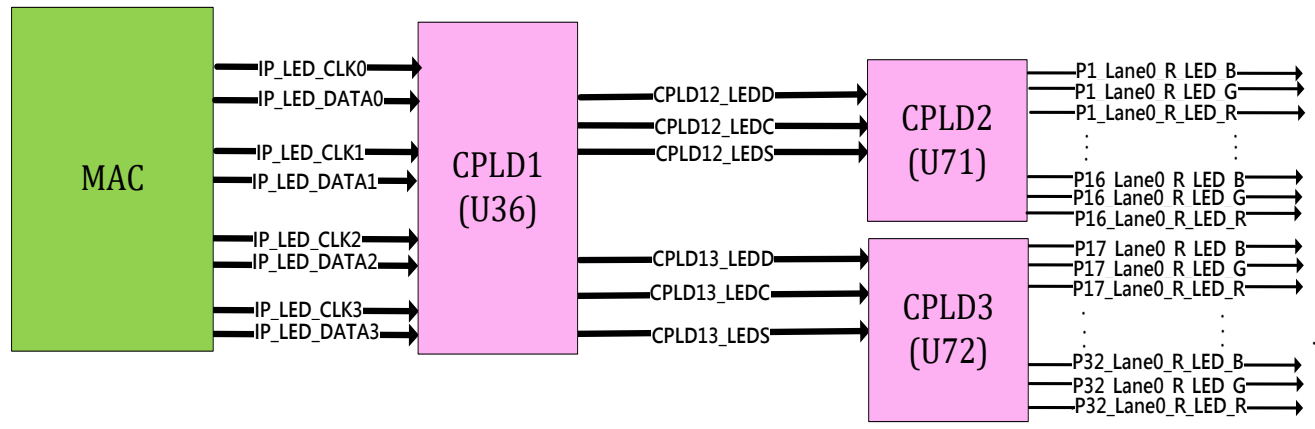 MAC
IP_LED_CLK0
IP_LED_DATA0
IP_LED_CLK1
IP_LED_DATA1
IP_LED_CLK2
IP_LED_DATA2
IP_LED_CLK3
IP_LED_DATA3
CPLD1
(U36)
CPLD12_LEDD
CPLD12_LEDC
CPLD12_LEDS
CPLD13_LEDD
CPLD13_LEDC
CPLD13_LEDS
CPLD2
(U71)
P1_Lane0_R_LED_B
P1_Lane0_R_LED_G
P1_Lane0_R_LED_R
P16_Lane0_R_LED_B
P16_Lane0_R_LED_G
P16_Lane0_R_LED_R
CPLD3
(U72)
P17_Lane0_R_LED_B
P17_Lane0_R_LED_G
P17_Lane0_R_LED_R
P32_Lane0_R_LED_B
P32_Lane0_R_LED_G
P32_Lane0_R_LED_R